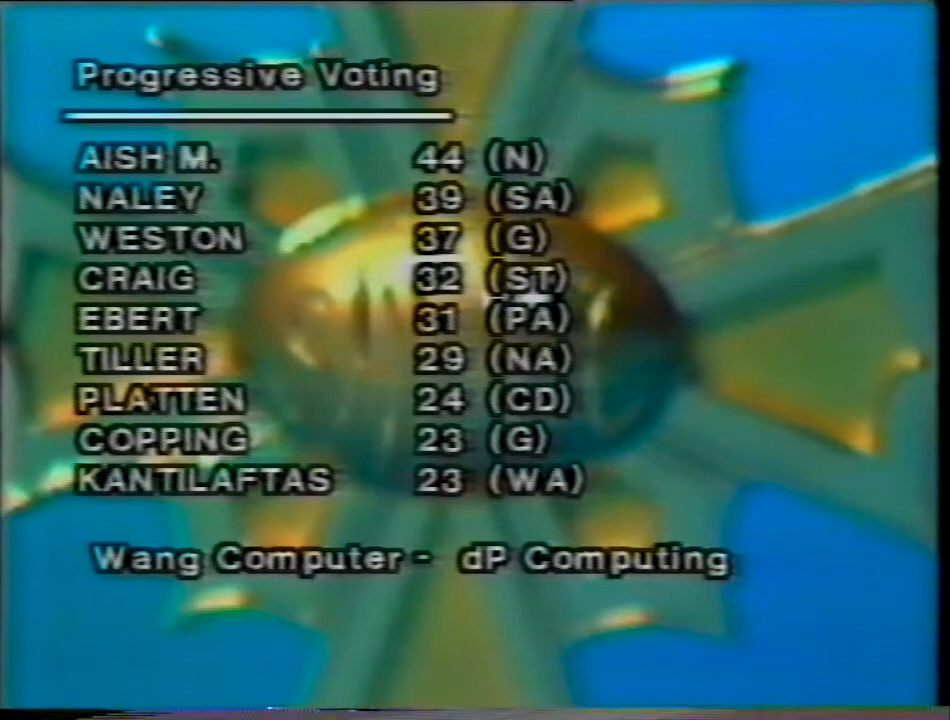 Progressive Voting
AISH M. 44 (N)
NALEY 39 (SA)
WESTON 37 (G)
CRAIG 32 (ST)
EBERT 31 (PA)
TILLER 29 (NA)
PLATTEN 24 (CD)
COPPING 23 (G)
KANTILAFTAS 23 (WA)
Wang Computer - dP Computing